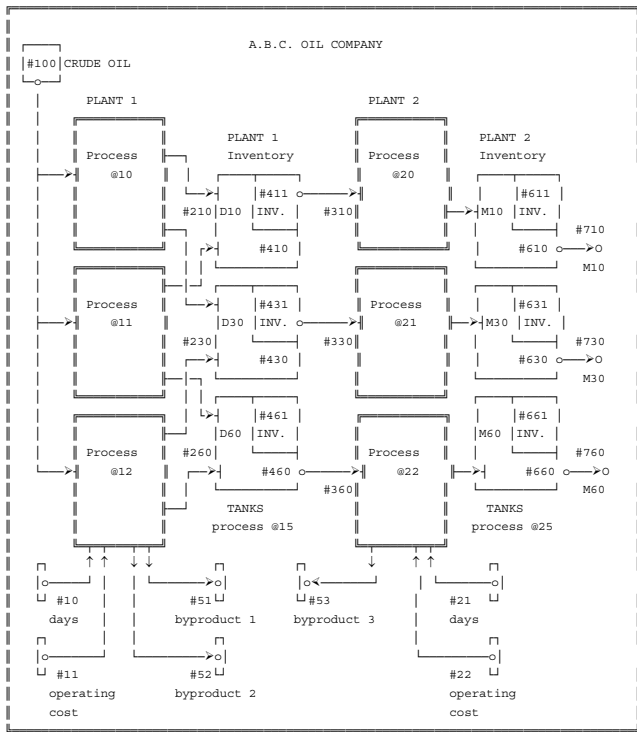 A.B.C. OIL COMPANY
#100 CRUDE OIL
PLANT 1 PLANT 2
PLANT 1 PLANT 2
Process Inventory Process Inventory
@10 @20
#411 #611
#210 D10 INV. #310 M10 INV.
#710
#410 #610
M10
Process #431 Process #631
@11 D30 INV. @21 M30 INV.
#230 #330 #730
#430 #630
M30
#461 #661
D60 INV. M60 INV.
Process Process
#260 #760
@12 #460 @22 #660
#360 M60
TANKS TANKS
process @15 process @25
#10 #51 #53 #21
days byproduct 1 byproduct 3 days
#11 #52 #22
operating byproduct 2 operating
cost cost